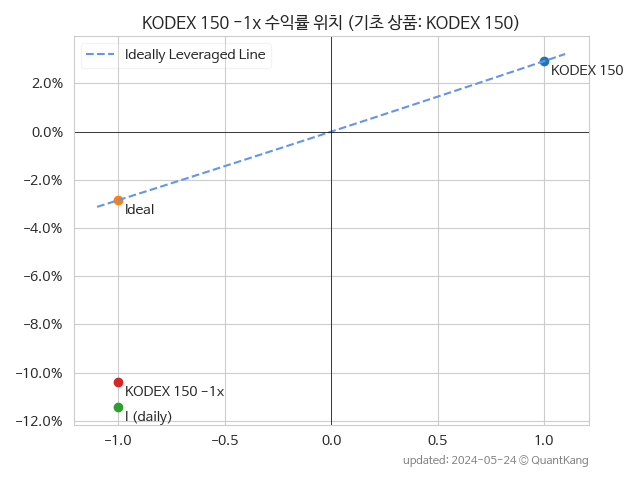 KODEX 150 -1x 수익률 위치 (기초 상품: KODEX 150)
Ideally Leveraged Line
KODEX 150
2.0%
0.0%
-2.0%
Ideal
-4.0%
-6.0%
-8.0%
-10.0%
KODEX 150 -1x
I (daily)
-12.0%
-1.0 -0.5 0.0 0.5 1.0
updated: 2024-05-24 © QuantKang